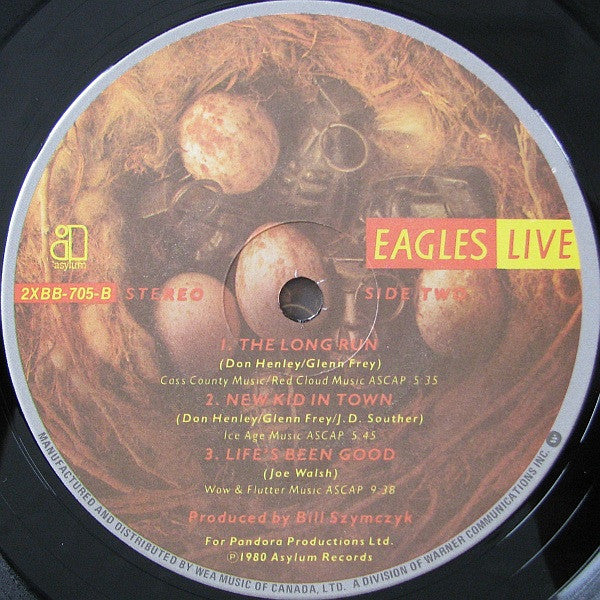 EAGLES LIVE
asylum
2XBB-705-B STEREO SIDE TWO
1. THE LONG RUN
(Don Henley/Glenn Frey)
Cass County Music/Red Cloud Music ASCAP 5:35
2. NEW KID IN TOWN
(Don Henley/Glenn Frey/J.D. Souther)
Ice Age Music ASCAP 5:45
3. LIFE'S BEEN GOOD
(Joe Walsh)
Wow & Flutter Music ASCAP 9:38
Produced by Bill Szymczyk
For Pandora Productions Ltd.
℗1980 Asylum Records
MANUFACTURED AND DISTRIBUTED BY WEA MUSIC OF CANADA, LTD. A DIVISION OF WARNER COMMUNICATIONS INC. W